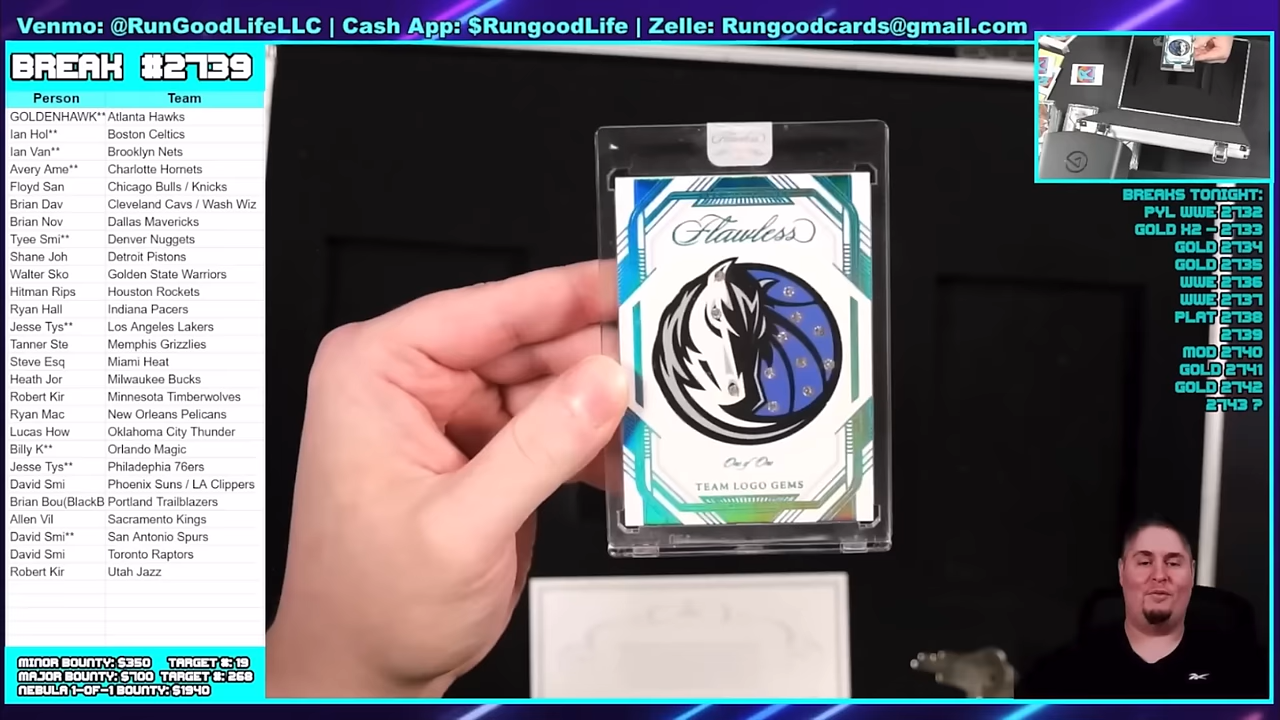 Venmo: @RunGoodLifeLLC | Cash App: $RungoodLife | Zelle: Rungoodcards@gmail.com
BREAK #2739
Person Team
GOLDENHAWK** Atlanta Hawks
Ian Hol** Boston Celtics
Ian Van** Brooklyn Nets
Avery Ame** Charlotte Hornets
Floyd San Chicago Bulls / Knicks
Brian Dav Cleveland Cavs / Wash Wiz
Brian Nov Dallas Mavericks
Tyee Smi** Denver Nuggets
Shane Joh Detroit Pistons
Walter Sko Golden State Warriors
Hitman Rips Houston Rockets
Ryan Hall Indiana Pacers
Jesse Tys** Los Angeles Lakers
Tanner Ste Memphis Grizzlies
Steve Esq Miami Heat
Heath Jor Milwaukee Bucks
Robert Kir Minnesota Timberwolves
Ryan Mac New Orleans Pelicans
Lucas How Oklahoma City Thunder
Billy K** Orlando Magic
Jesse Tys** Philadephia 76ers
David Smi Phoenix Suns / LA Clippers
Brian Bou(BlackB Portland Trailblazers
Allen Vil Sacramento Kings
David Smi** San Antonio Spurs
David Smi Toronto Raptors
Robert Kir Utah Jazz
MINOR BOUNTY: $350 TARGET #: 19
MAJOR BOUNTY: $700 TARGET #: 268
NEBULA 1-OF-1 BOUNTY: $1940
Flawless
One of One
TEAM LOGO GEMS
BREAKS TONIGHT:
PYL WWE 2732
GOLD H2 - 2733
GOLD 2734
GOLD 2735
WWE 2736
WWE 2737
PLAT 2738
2739
MOD 2740
GOLD 2741
GOLD 2742
2743 ?